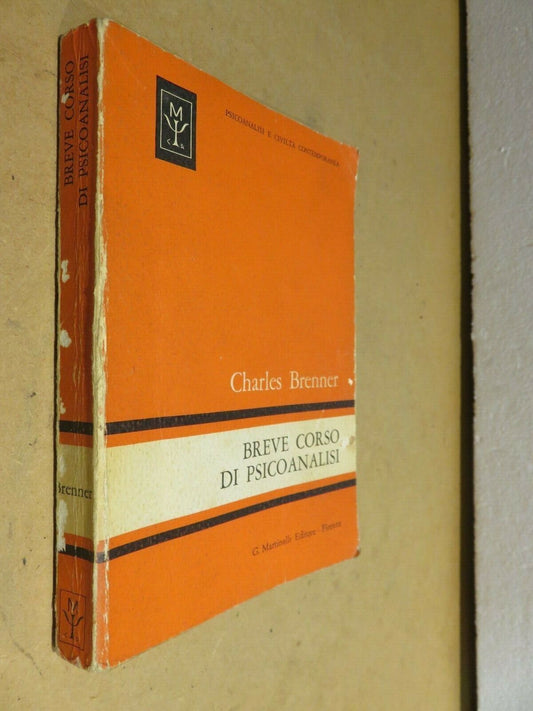 BREVE CORSO
DI PSICOANALISI
Brenner
M
M
C R
PSICOANALISI E CIVILTÀ CONTEMPORANEA
Charles Brenner
BREVE CORSO
DI PSICOANALISI
G. Martinelli Editore - Firenze